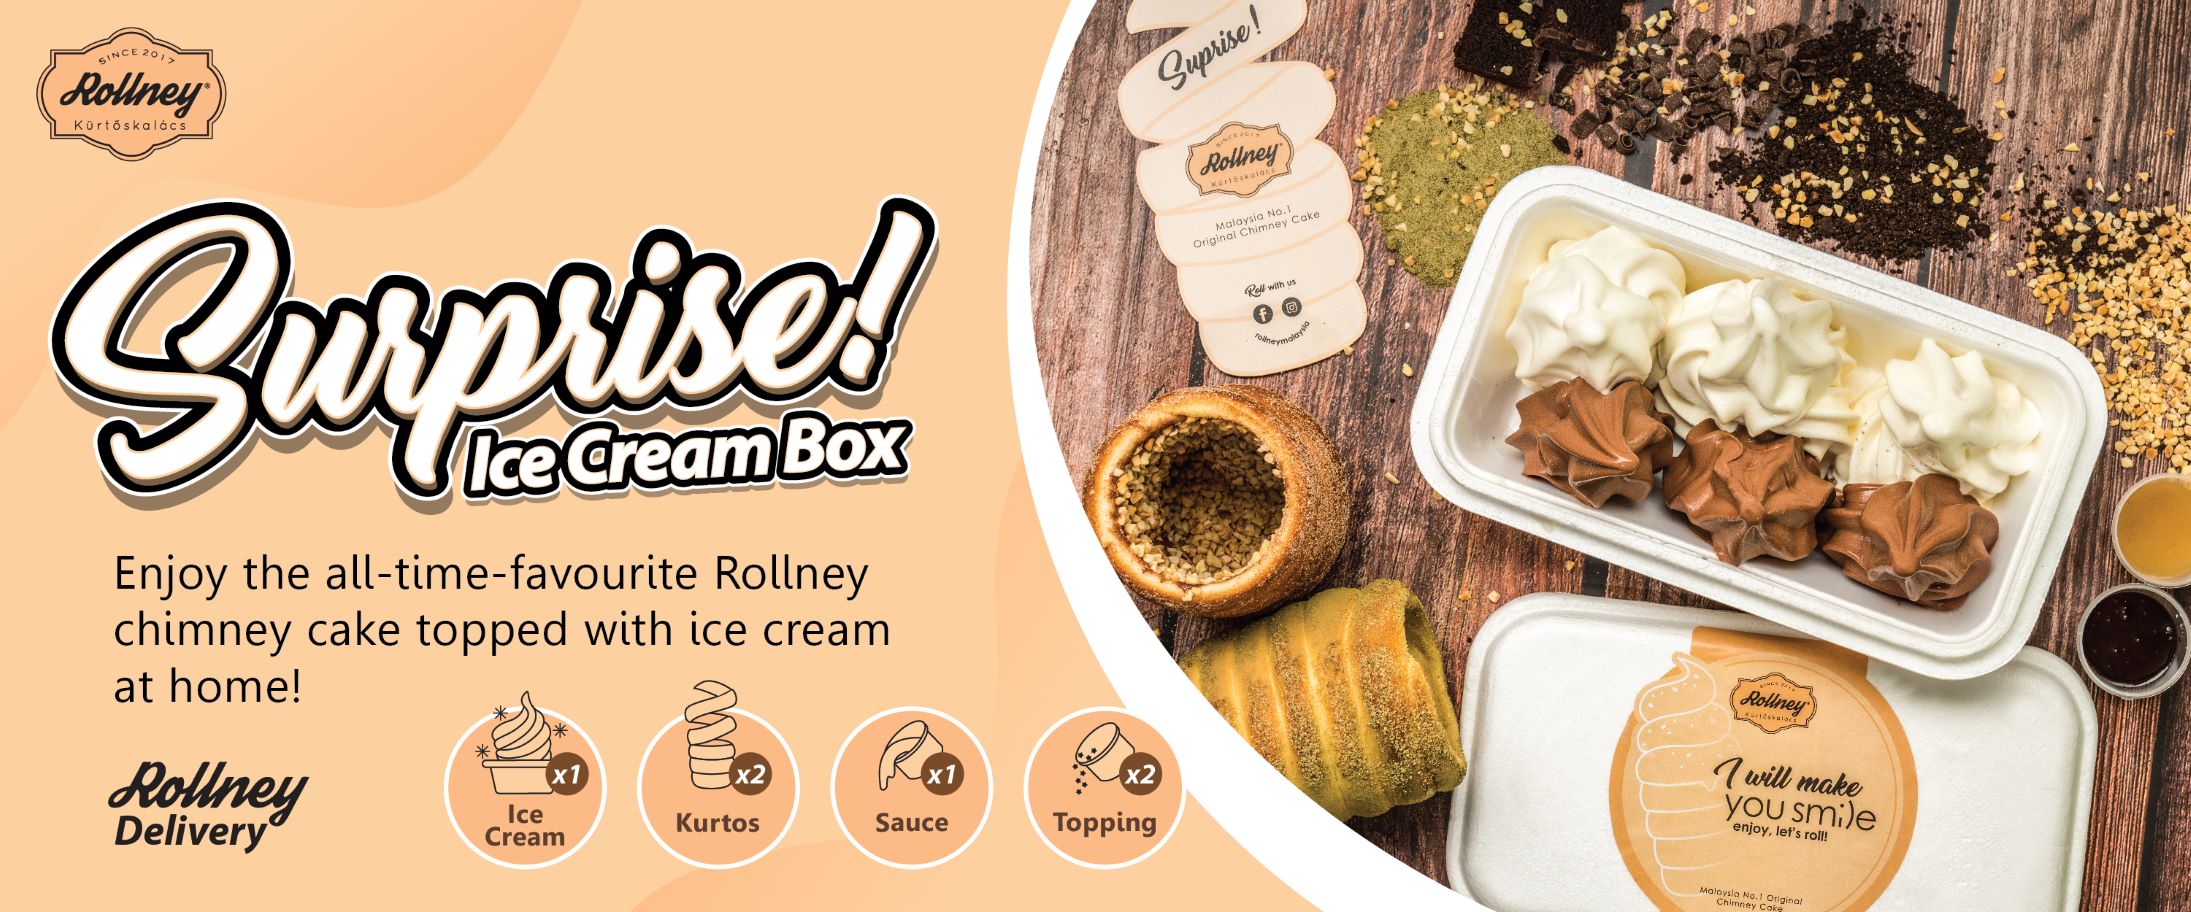 SINCE 2017
Rollney®
Kürtőskalács
Surprise!
Ice Cream Box
Enjoy the all-time-favourite Rollney
chimney cake topped with ice cream
at home!
Rollney
Delivery
x1
Ice
Cream
x2
Kurtos
x1
Sauce
x2
Topping
Suprise!
SINCE 2017
Rollney®
Kürtőskalács
Malaysia No.1
Original Chimney Cake
Roll with us
rollneymalaysia
SINCE 2017
Rollney®
Kürtőskalács
I will make
you smi)e
enjoy, let's roll!
Malaysia No.1 Original
Chimney Cake